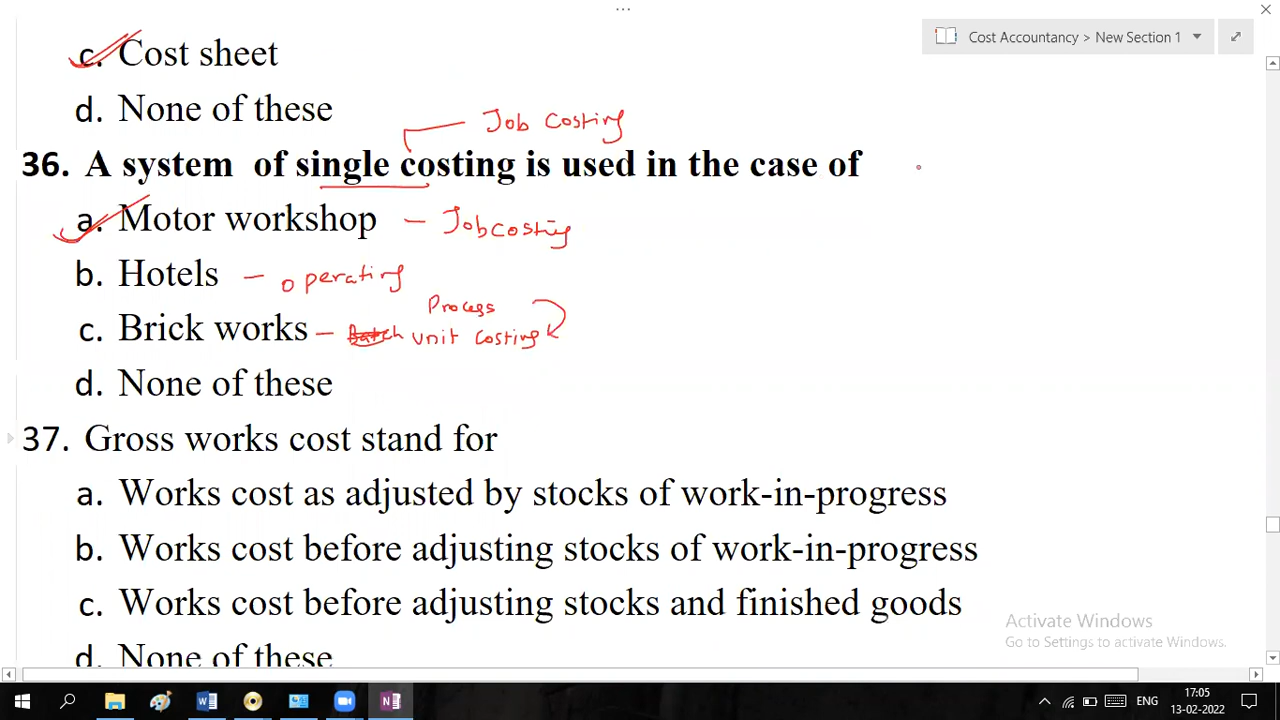 Cost Accountancy > New Section 1
c. Cost sheet
d. None of these
Job costing
36. A system of single costing is used in the case of
a. Motor workshop - Jobcosting
b. Hotels - operating
Process
c. Brick works - Batch unit costing
d. None of these
37. Gross works cost stand for
a. Works cost as adjusted by stocks of work-in-progress
b. Works cost before adjusting stocks of work-in-progress
c. Works cost before adjusting stocks and finished goods
d. None of these
Activate Windows
Go to Settings to activate Windows.
ENG
17:05
13-02-2022